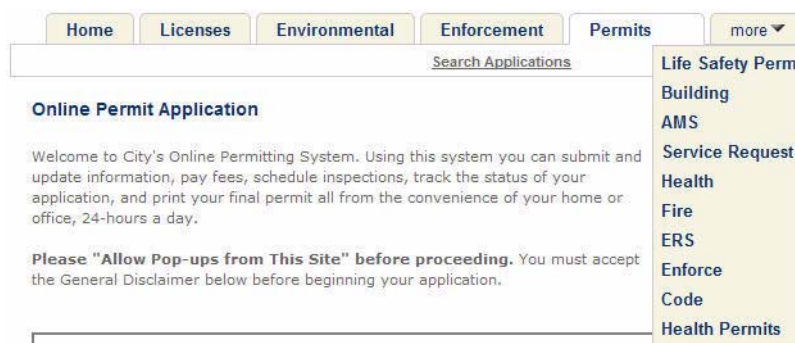 Home Licenses Environmental Enforcement Permits more
Search Applications
Online Permit Application
Welcome to City's Online Permitting System. Using this system you can submit and
update information, pay fees, schedule inspections, track the status of your
application, and print your final permit all from the convenience of your home or
office, 24-hours a day.
Please "Allow Pop-ups from This Site" before proceeding. You must accept
the General Disclaimer below before beginning your application.
Life Safety Perm
Building
AMS
Service Request
Health
Fire
ERS
Enforce
Code
Health Permits